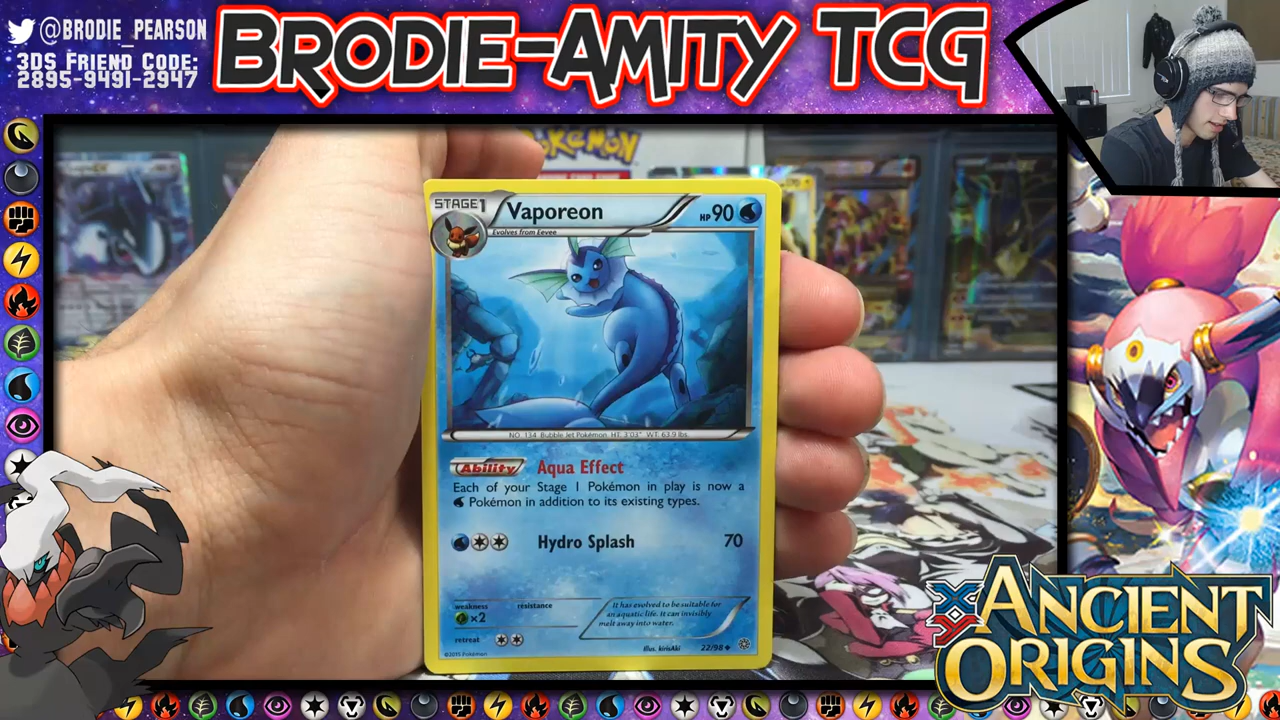 @BRODIE_PEARSON
3DS FRIEND CODE:
2895-9491-2947
BRODIE-AMITY TCG
POKÉMON
STAGE1
Vaporeon
HP 90
Evolves from Eevee
NO. 134 Bubble Jet Pokémon. HT. 3'03" WT. 63.9 lbs.
Ability Aqua Effect
Each of your Stage 1 Pokémon in play is now a
Pokémon in addition to its existing types.
Hydro Splash 70
weakness resistance
×2
retreat
It has evolved to be suitable for
an aquatic life. It can invisibly
melt away into water.
©2015 Pokémon
Illus. kirisAki
22/98
XY
ANCIENT
ORIGINS